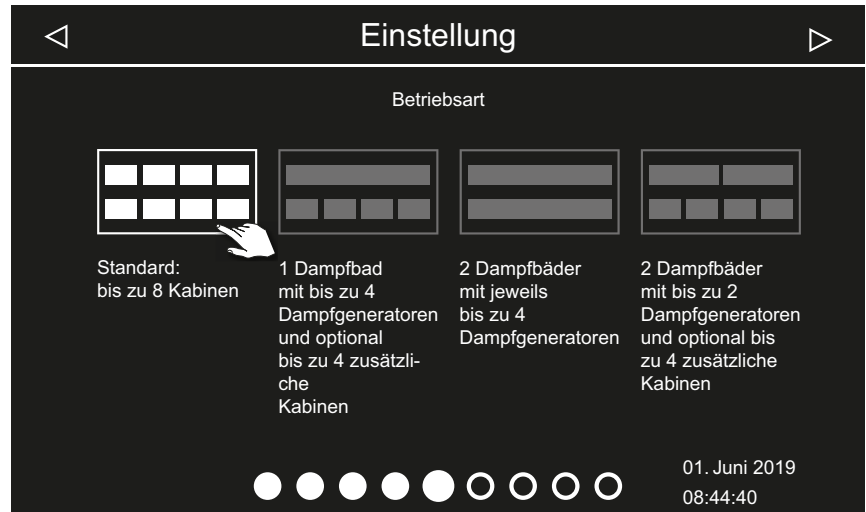 Einstellung
Betriebsart
Standard:
bis zu 8 Kabinen
1 Dampfbad
mit bis zu 4
Dampfgeneratoren
und optional
bis zu 4 zusätzli-
che
Kabinen
2 Dampfbäder
mit jeweils
bis zu 4
Dampfgeneratoren
2 Dampfbäder
mit bis zu 2
Dampfgeneratoren
und optional bis
zu 4 zusätzliche
Kabinen
01. Juni 2019
08:44:40